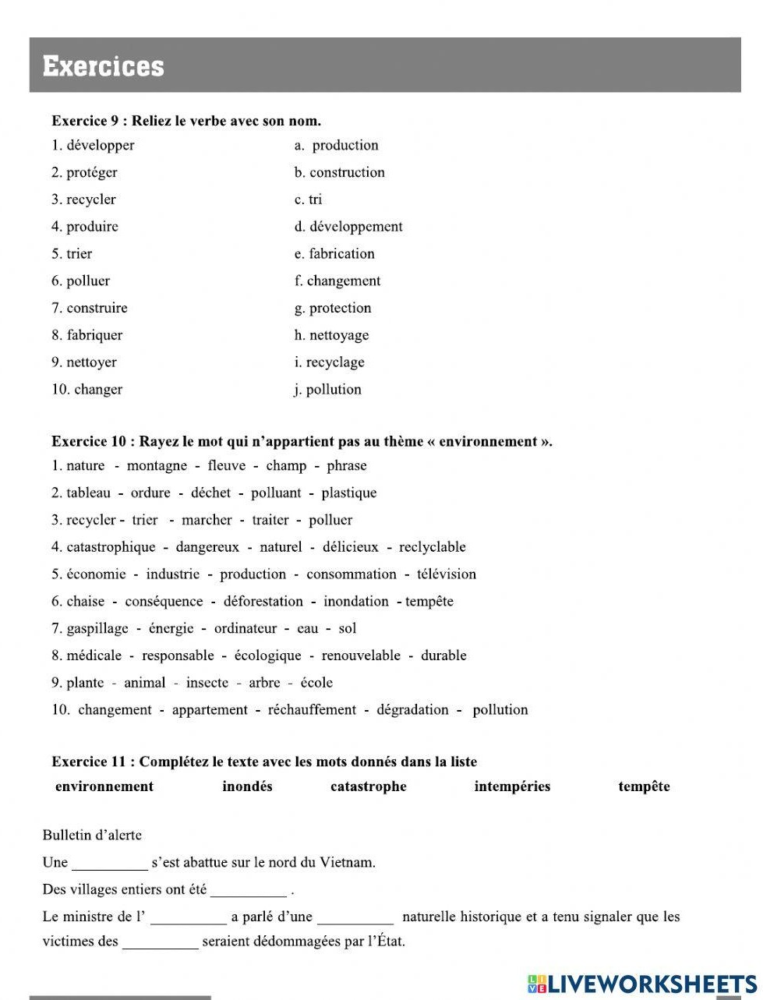 Exercices
Exercice 9 : Reliez le verbe avec son nom.
1. développer a. production
2. protéger b. construction
3. recycler c. tri
4. produire d. développement
5. trier e. fabrication
6. polluer f. changement
7. construire g. protection
8. fabriquer h. nettoyage
9. nettoyer i. recyclage
10. changer j. pollution
Exercice 10 : Rayez le mot qui n’appartient pas au thème « environnement ».
1. nature - montagne - fleuve - champ - phrase
2. tableau - ordure - déchet - polluant - plastique
3. recycler - trier - marcher - traiter - polluer
4. catastrophique - dangereux - naturel - délicieux - reclyclable
5. économie - industrie - production - consommation - télévision
6. chaise - conséquence - déforestation - inondation - tempête
7. gaspillage - énergie - ordinateur - eau - sol
8. médicale - responsable - écologique - renouvelable - durable
9. plante - animal - insecte - arbre - école
10. changement - appartement - réchauffement - dégradation - pollution
Exercice 11 : Complétez le texte avec les mots donnés dans la liste
environnement inondés catastrophe intempéries tempête
Bulletin d’alerte
Une __________ s’est abattue sur le nord du Vietnam.
Des villages entiers ont été __________ .
Le ministre de l’ __________ a parlé d’une __________ naturelle historique et a tenu signaler que les
victimes des __________ seraient dédommagées par l’État.
LIVE LIVEWORKSHEETS